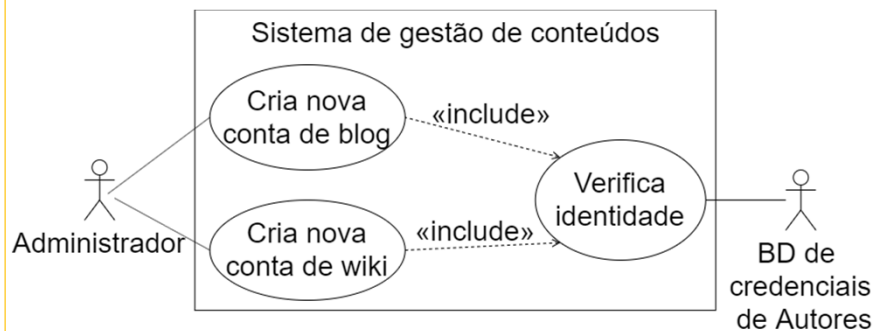 Sistema de gestão de conteúdos
Cria nova
conta de blog
«include»
Verifica
identidade
Administrador
Cria nova
conta de wiki
«include»
BD de
credenciais
de Autores